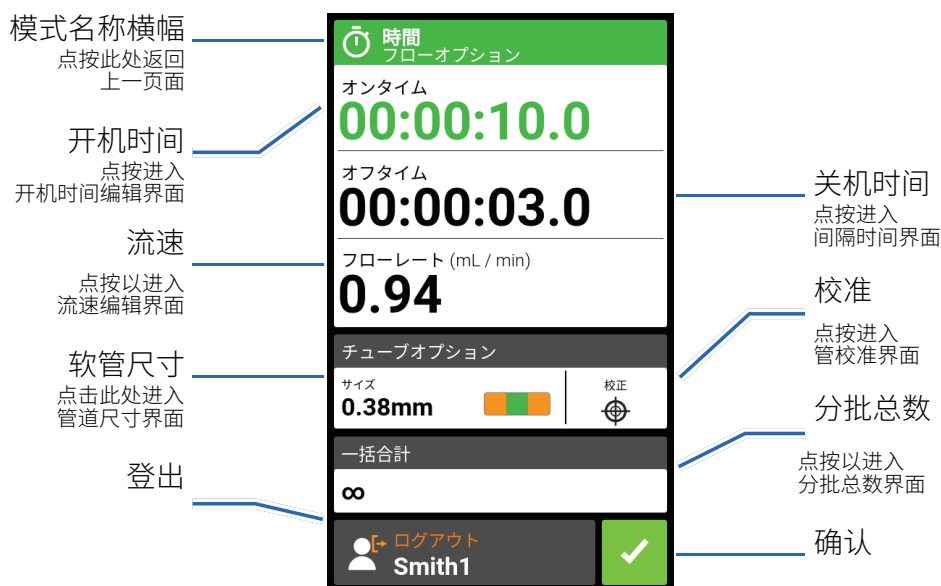 模式名称横幅
点按此处返回
上一页面
开机时间
点按进入
开机时间编辑界面
流速
点按以进入
流速编辑界面
软管尺寸
点击此处进入
管道尺寸界面
登出
時間
フローオプション
オンタイム
00:00:10.0
オフタイム
00:00:03.0
フローレート (mL / min)
0.94
チューブオプション
サイズ
0.38mm
校正
一括合計
∞
ログアウト
Smith1
关机时间
点按进入
间隔时间界面
校准
点按进入
管校准界面
分批总数
点按以进入
分批总数界面
确认